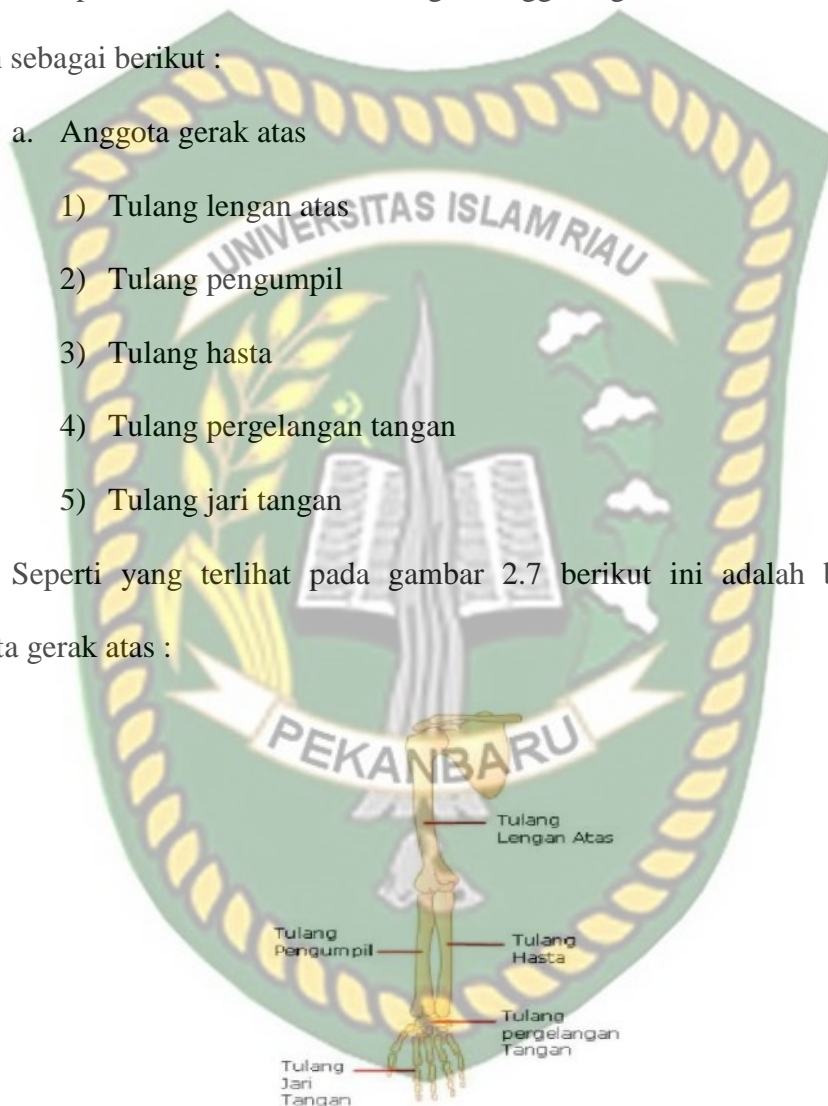 sebagai berikut :
a. Anggota gerak atas
1) Tulang lengan atas
UNIVERSITAS ISLAM RIAU
2) Tulang pengumpil
3) Tulang hasta
4) Tulang pergelangan tangan
5) Tulang jari tangan
Seperti yang terlihat pada gambar 2.7 berikut ini adalah
gerak atas :
PEKANBARU
Tulang
Lengan Atas
Tulang
Pengumpil
Tulang
Hasta
Tulang
pergelangan
Tangan
Tulang
Jari
Tangan